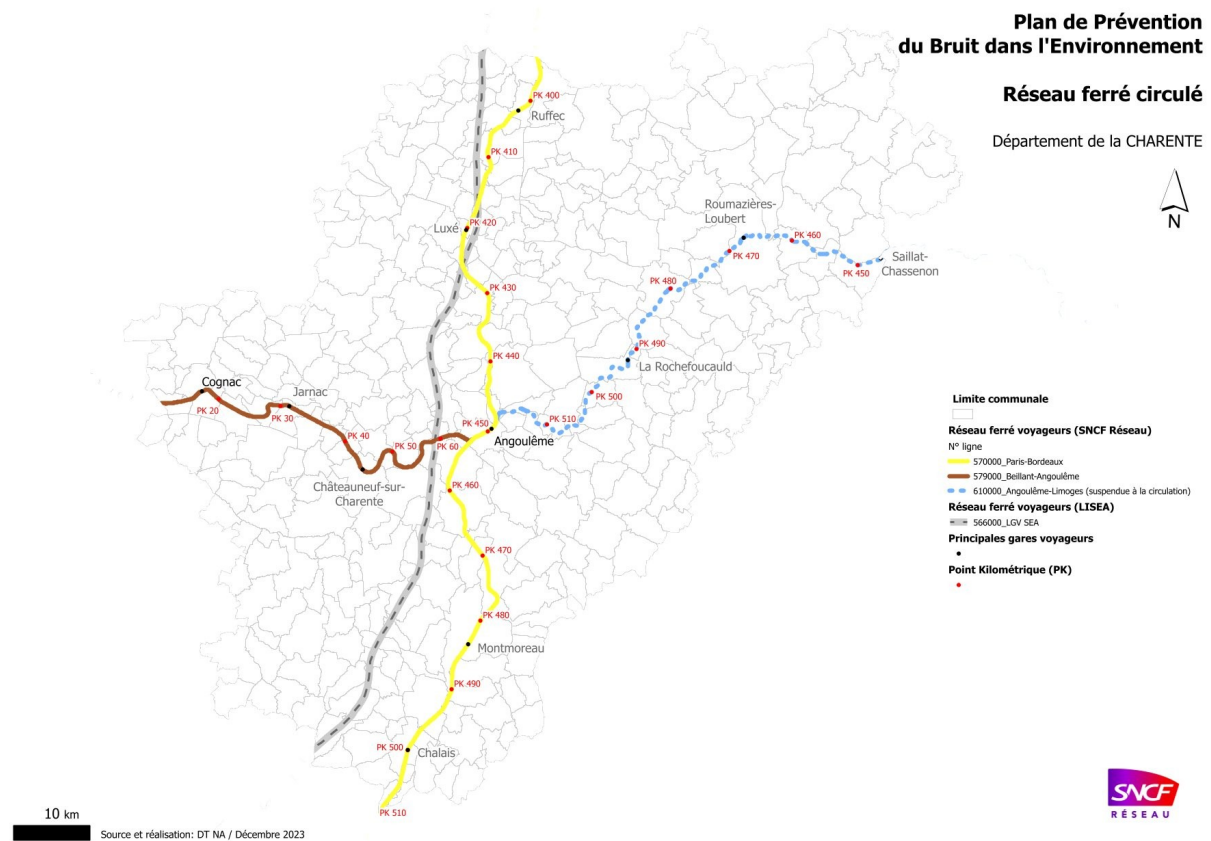 Plan de Prévention
du Bruit dans l'Environnement
Réseau ferré circulé
Département de la CHARENTE
N
PK 400
Ruffec
PK 410
Luxé
PK 420
PK 430
PK 440
PK 450
Angoulême
PK 460
PK 470
PK 480
Montmoreau
PK 490
PK 500
Chalais
PK 510
Roumazières-
Loubert
PK 460
PK 470
PK 450
Saillat-
Chassenon
PK 480
PK 490
La Rochefoucauld
PK 500
PK 510
Cognac
PK 20
Jarnac
PK 30
PK 40
PK 50
PK 60
Châteauneuf-sur-
Charente
Limite communale
Réseau ferré voyageurs (SNCF Réseau)
N° ligne
570000_Paris-Bordeaux
579000_Beillant-Angoulême
610000_Angoulême-Limoges (suspendue à la circulation)
Réseau ferré voyageurs (LISEA)
566000_LGV SEA
Principales gares voyageurs
Point Kilométrique (PK)
SNCF
RÉSEAU
10 km
Source et réalisation: DT NA / Décembre 2023